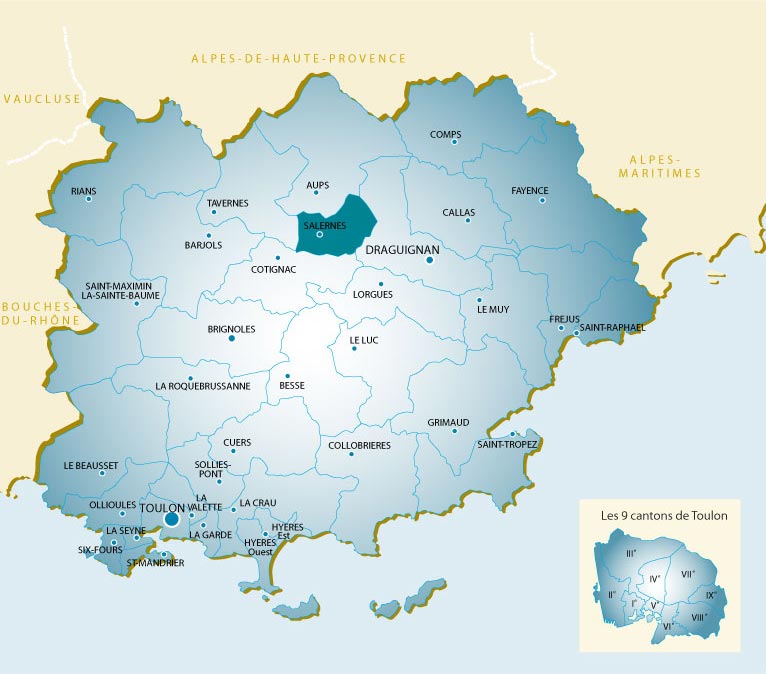 ALPES-DE-HAUTE-PROVENCE
VAUCLUSE
COMPS
ALPES-
MARITIMES
RIANS
AUPS
FAYENCE
TAVERNES
CALLAS
SALERNES
BARJOLS
DRAGUIGNAN
COTIGNAC
SAINT-MAXIMIN
LA-SAINTE-BAUME
LORGUES
BOUCHES-
DU-RHÔNE
LE MUY
FREJUS
SAINT-RAPHAEL
BRIGNOLES
LE LUC
LA ROQUEBRUSSANNE
BESSE
GRIMAUD
SAINT-TROPEZ
CUERS
COLLOBRIERES
LE BEAUSSET
SOLLIES-
PONT
OLLIOULES
TOULON
LA
VALETTE
LA CRAU
LA SEYNE
LA GARDE
HYERES
Est
HYERES
Ouest
SIX-FOURS
ST-MANDRIER
Les 9 cantons de Toulon
III°
IV°
VII°
II°
I°
V°
IX°
VI°
VIII°